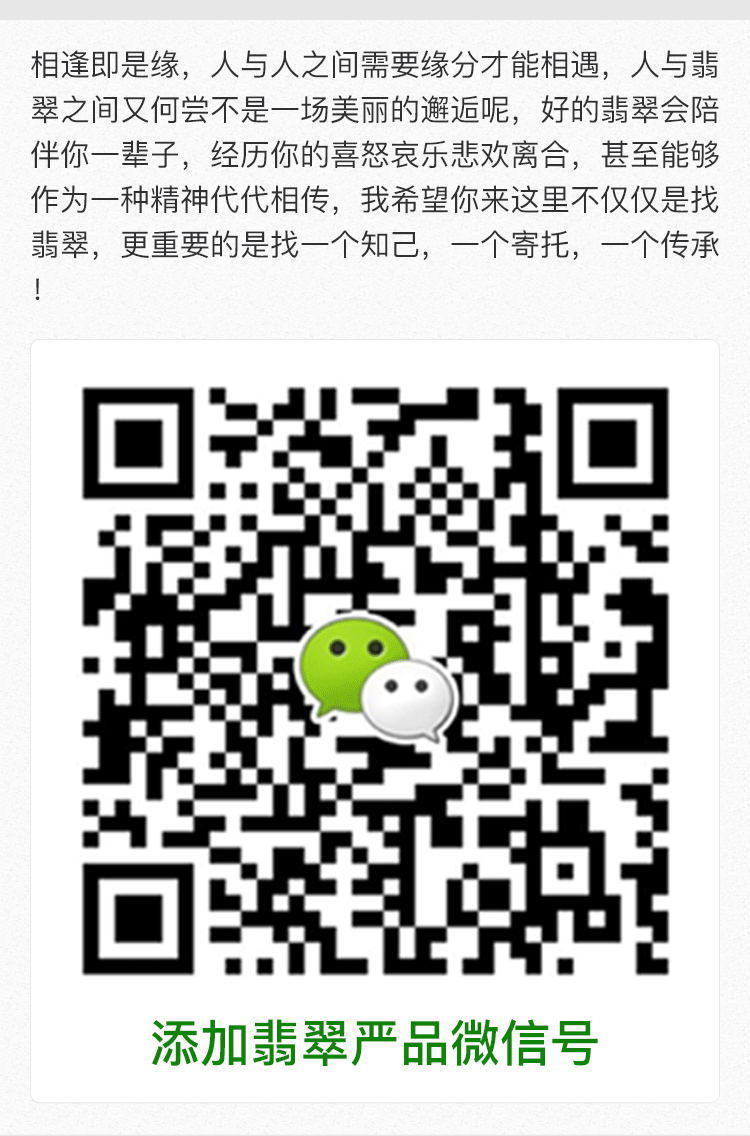 相逢即是缘，人与人之间需要缘分才能相遇，人与翡
翠之间又何尝不是一场美丽的邂逅呢，好的翡翠会陪
伴你一辈子，经历你的喜怒哀乐悲欢离合，甚至能够
作为一种精神代代相传，我希望你来这里不仅仅是找
翡翠，更重要的是找一个知己，一个寄托，一个传承
！
添加翡翠严品微信号